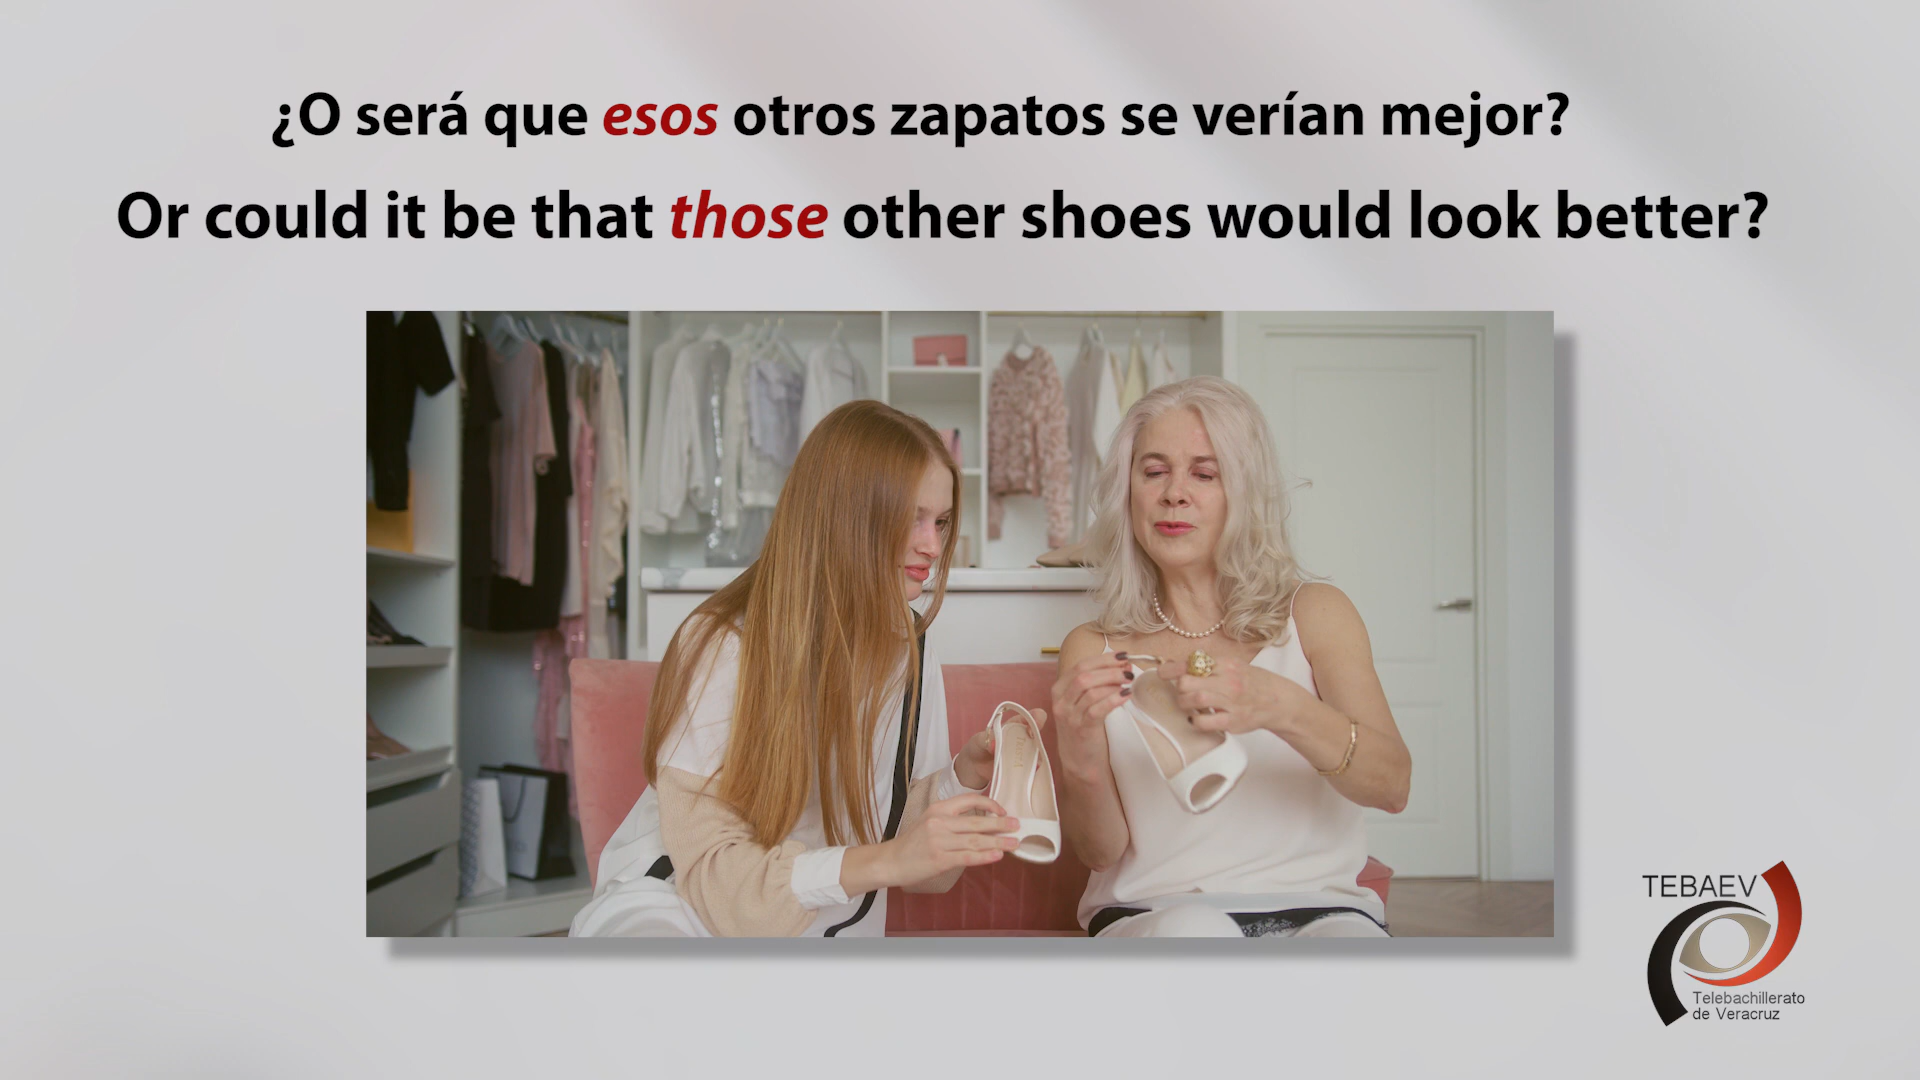 ¿O será que esos otros zapatos se verían mejor?
Or could it be that those other shoes would look better?
TEBAEV
Telebachillerato
de Veracruz